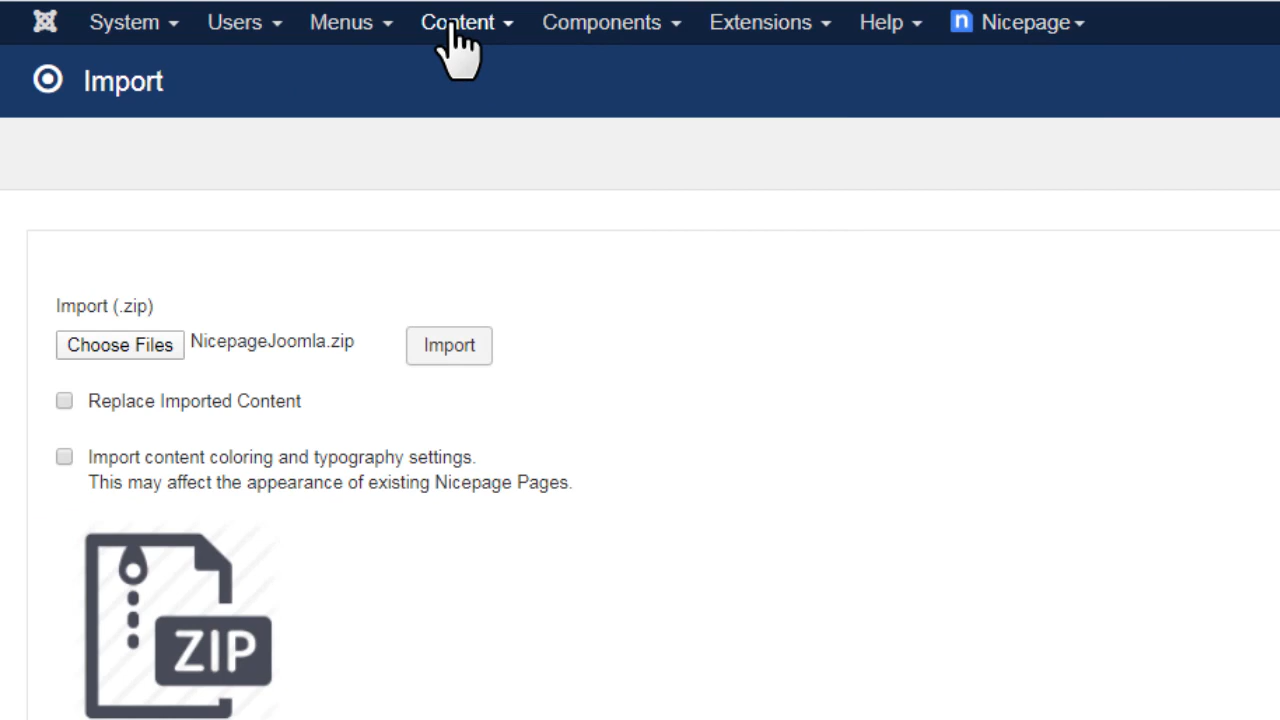 System Users Menus Content Components Extensions Help n Nicepage
Import
Import (.zip)
Choose Files NicepageJoomla.zip Import
Replace Imported Content
Import content coloring and typography settings.
This may affect the appearance of existing Nicepage Pages.
ZIP